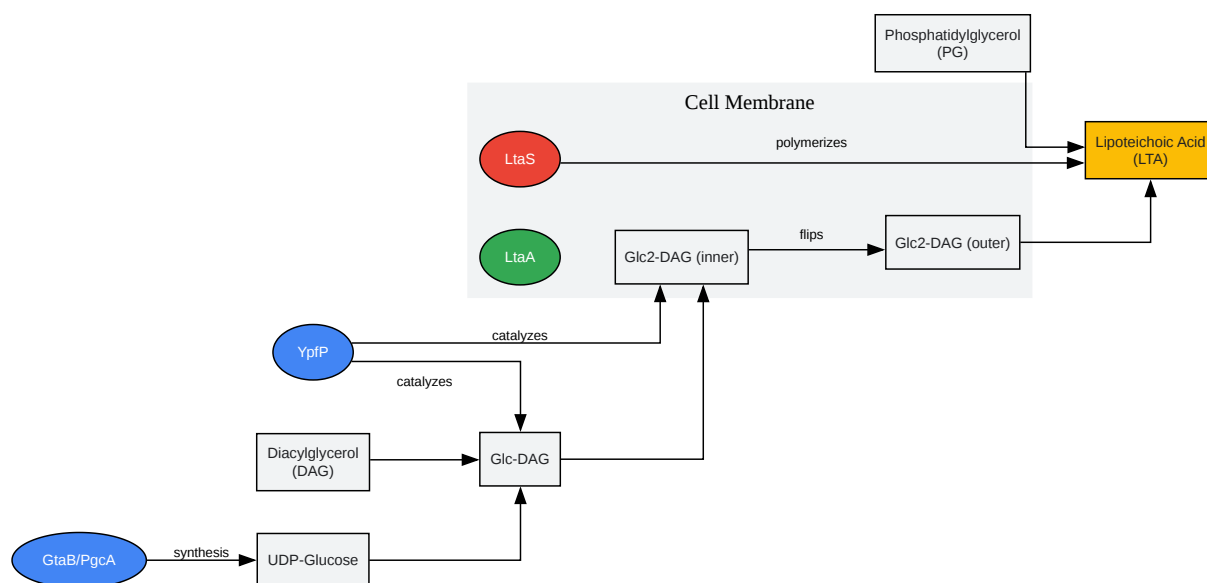 Phosphatidylglycerol
(PG)
Cell Membrane
LtaS
polymerizes
Lipoteichoic Acid
(LTA)
LtaA
Glc2-DAG (inner)
flips
Glc2-DAG (outer)
YpfP
catalyzes
catalyzes
Diacylglycerol
(DAG)
Glc-DAG
GtaB/PgcA
synthesis
UDP-Glucose